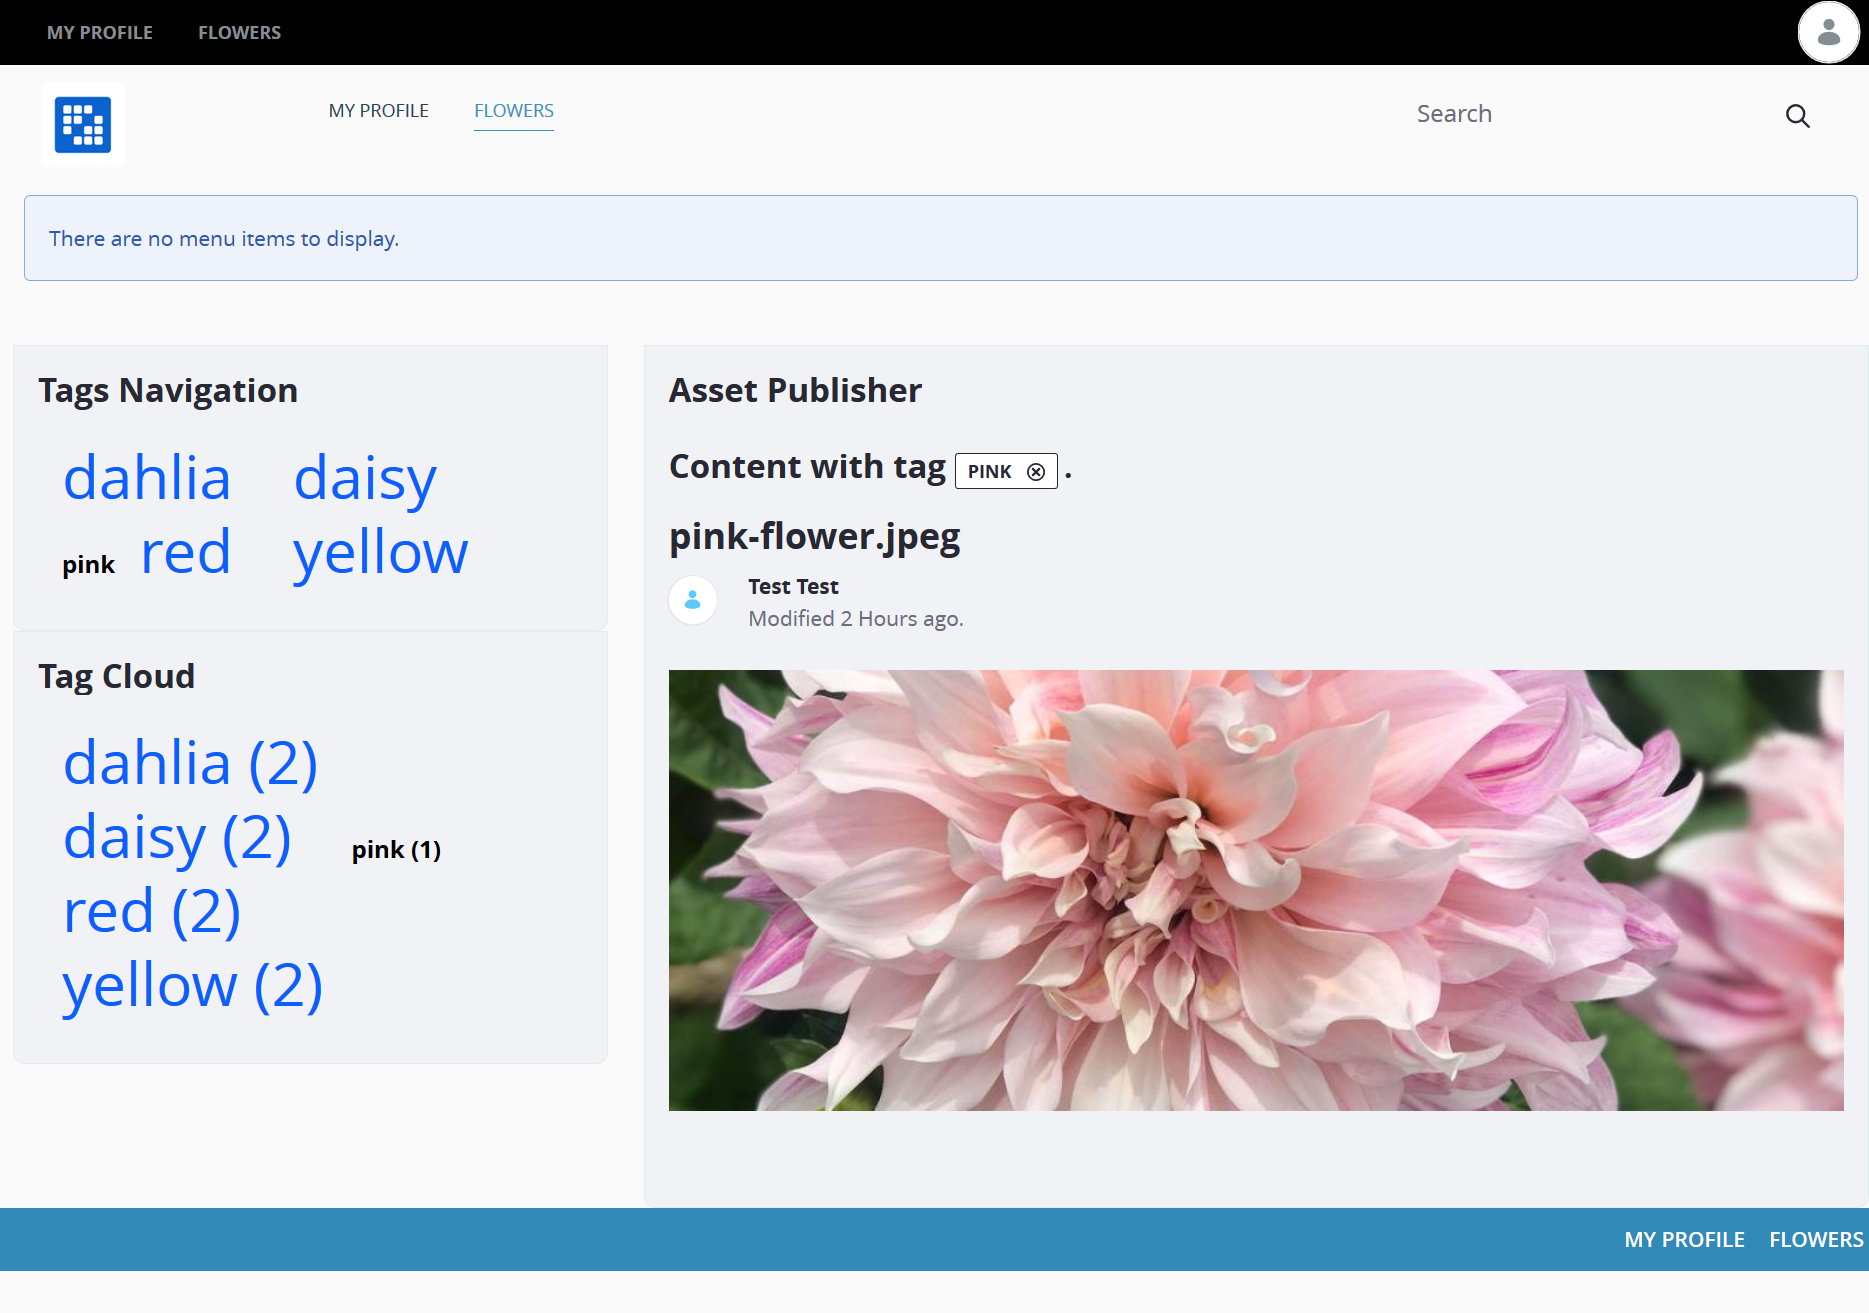 MY PROFILE FLOWERS
MY PROFILE FLOWERS Search
There are no menu items to display.
Tags Navigation
dahlia daisy
pink red yellow
Tag Cloud
dahlia (2)
daisy (2) pink (1)
red (2)
yellow (2)
Asset Publisher
Content with tag PINK .
pink-flower.jpeg
Test Test
Modified 2 Hours ago.
MY PROFILE FLOWERS